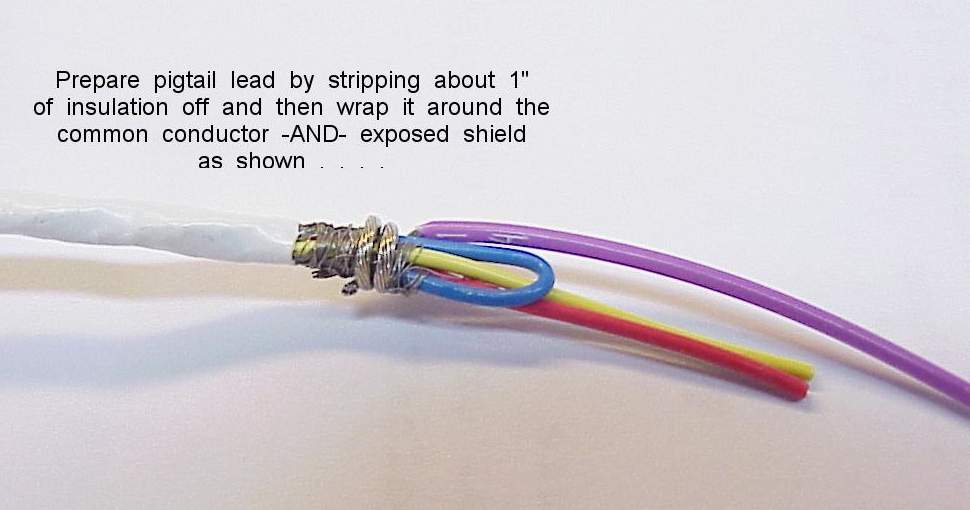 Prepare pigtail lead by stripping about 1"
of insulation off and then wrap it around the
common conductor -AND- exposed shield
as shown . . . .